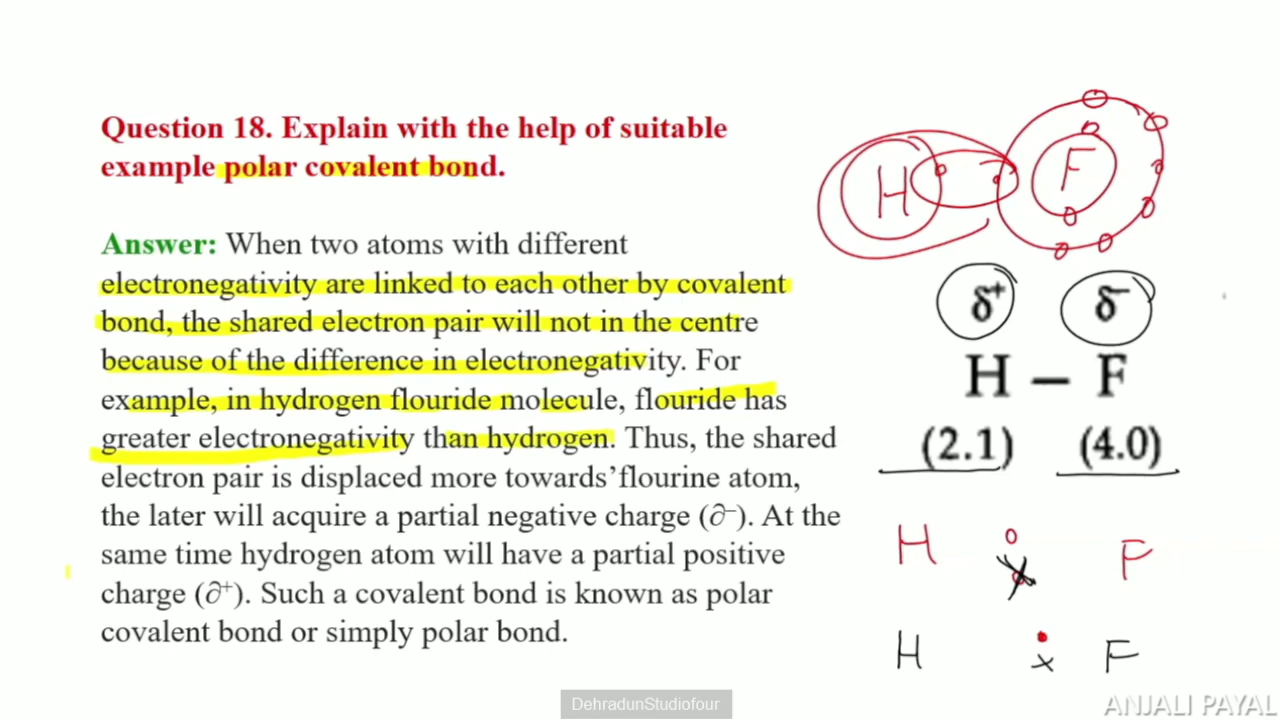 Question 18. Explain with the help of suitable
example polar covalent bond.
Answer: When two atoms with different
electronegativity are linked to each other by covalent
bond, the shared electron pair will not in the centre
because of the difference in electronegativity. For
example, in hydrogen flouride molecule, flouride has
greater electronegativity than hydrogen. Thus, the shared
electron pair is displaced more towards’flourine atom,
the later will acquire a partial negative charge (∂⁻). At the
same time hydrogen atom will have a partial positive
charge (∂⁺). Such a covalent bond is known as polar
covalent bond or simply polar bond.
H F
δ⁺ δ⁻
H – F
(2.1) (4.0)
H F
H x F
DehradunStudiofour
ANJALI PAYAL